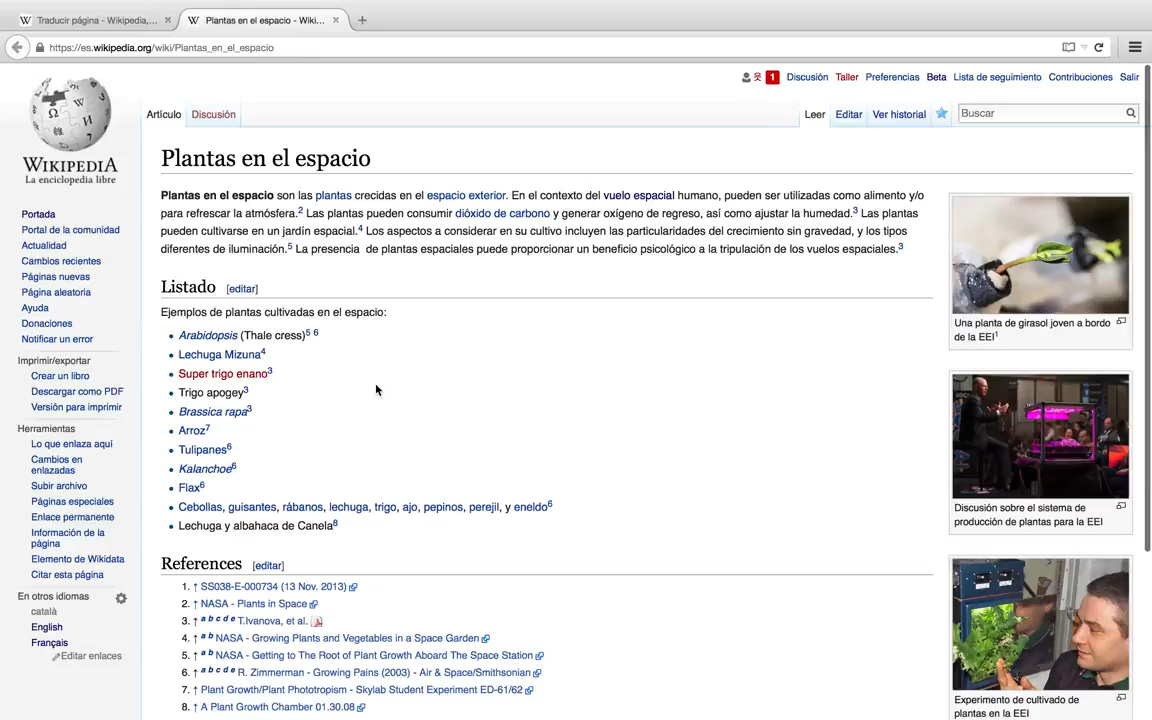 Traducir página - Wikipedia,...
Plantas en el espacio - Wiki...
https://es.wikipedia.org/wiki/Plantas_en_el_espacio
1 Discusión Taller Preferencias Beta Lista de seguimiento Contribuciones Salir
Artículo Discusión Leer Editar Ver historial Buscar
WIKIPEDIA
La enciclopedia libre
Portada
Portal de la comunidad
Actualidad
Cambios recientes
Páginas nuevas
Página aleatoria
Ayuda
Donaciones
Notificar un error
Imprimir/exportar
Crear un libro
Descargar como PDF
Versión para imprimir
Herramientas
Lo que enlaza aquí
Cambios en
enlazadas
Subir archivo
Páginas especiales
Enlace permanente
Información de la
página
Elemento de Wikidata
Citar esta página
En otros idiomas
català
English
Français
Editar enlaces
Plantas en el espacio
Plantas en el espacio son las plantas crecidas en el espacio exterior. En el contexto del vuelo espacial humano, pueden ser utilizadas como alimento y/o
para refrescar la atmósfera.2 Las plantas pueden consumir dióxido de carbono y generar oxígeno de regreso, así como ajustar la humedad.3 Las plantas
pueden cultivarse en un jardín espacial.4 Los aspectos a considerar en su cultivo incluyen las particularidades del crecimiento sin gravedad, y los tipos
diferentes de iluminación.5 La presencia de plantas espaciales puede proporcionar un beneficio psicológico a la tripulación de los vuelos espaciales.3
Listado [editar]
Ejemplos de plantas cultivadas en el espacio:
Arabidopsis (Thale cress)5 6
Lechuga Mizuna4
Super trigo enano3
Trigo apogey3
Brassica rapa3
Arroz7
Tulipanes6
Kalanchoe6
Flax6
Cebollas, guisantes, rábanos, lechuga, trigo, ajo, pepinos, perejil, y eneldo6
Lechuga y albahaca de Canela8
References [editar]
1. ↑ SS038-E-000734 (13 Nov. 2013)
2. ↑ NASA - Plants in Space
3. ↑ a b c d e T.Ivanova, et al.
4. ↑ a b NASA - Growing Plants and Vegetables in a Space Garden
5. ↑ a b NASA - Getting to The Root of Plant Growth Aboard The Space Station
6. ↑ a b c d e R. Zimmerman - Growing Pains (2003) - Air & Space/Smithsonian
7. ↑ Plant Growth/Plant Phototropism - Skylab Student Experiment ED-61/62
8. ↑ A Plant Growth Chamber 01.30.08
Una planta de girasol joven a bordo
de la EEI1
Discusión sobre el sistema de
producción de plantas para la EEI
Experimento de cultivado de
plantas en la EEI